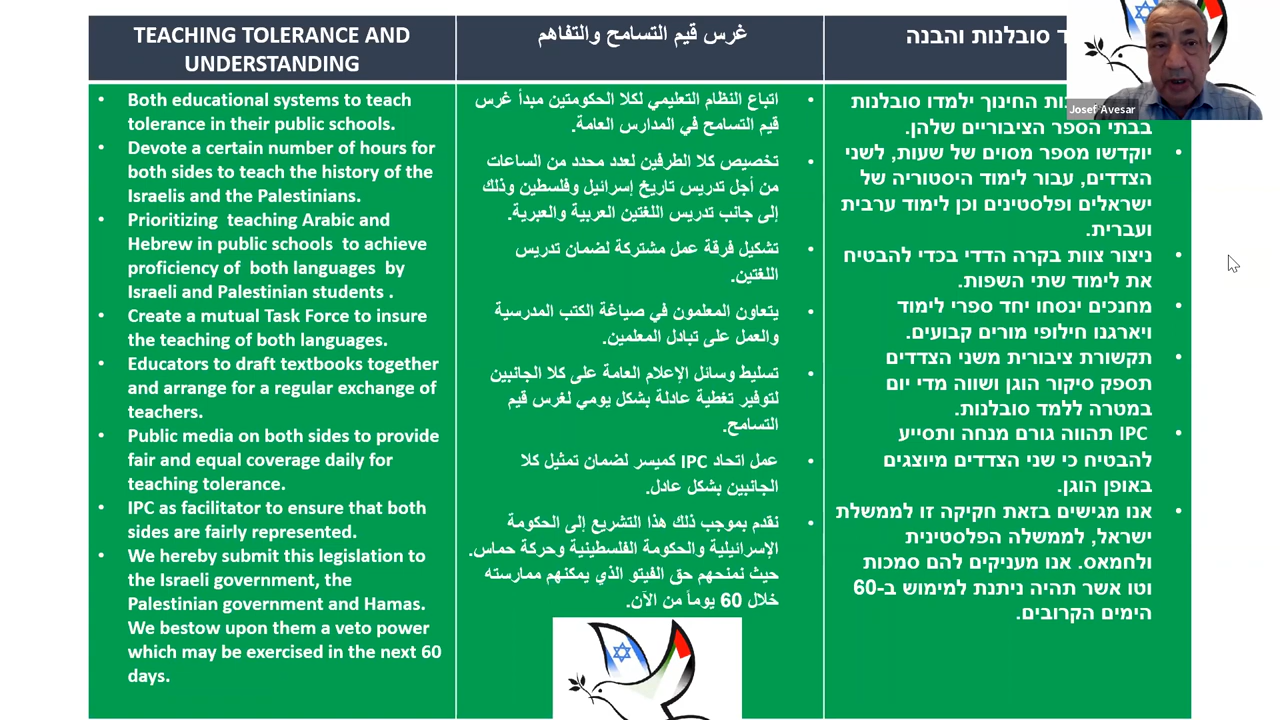 TEACHING TOLERANCE AND
UNDERSTANDING
• Both educational systems to teach
tolerance in their public schools.
• Devote a certain number of hours for
both sides to teach the history of the
Israelis and the Palestinians.
• Prioritizing teaching Arabic and
Hebrew in public schools to achieve
proficiency of both languages by
Israeli and Palestinian students .
• Create a mutual Task Force to insure
the teaching of both languages.
• Educators to draft textbooks together
and arrange for a regular exchange of
teachers.
• Public media on both sides to provide
fair and equal coverage daily for
teaching tolerance.
• IPC as facilitator to ensure that both
sides are fairly represented.
• We hereby submit this legislation to
the Israeli government, the
Palestinian government and Hamas.
We bestow upon them a veto power
which may be exercised in the next 60
days.
غرس قيم التسامح والتفاهم
• اتباع النظام التعليمي لكلا الحكومتين مبدأ غرس
قيم التسامح في المدارس العامة.
• تخصيص كلا الطرفين لعدد محدد من الساعات
من أجل تدريس تاريخ إسرائيل وفلسطين وذلك
إلى جانب تدريس اللغتين العربية والعبرية.
• تشكيل فرقة عمل مشتركة لضمان تدريس
اللغتين.
• يتعاون المعلمون في صياغة الكتب المدرسية
والعمل على تبادل المعلمين.
• تسليط وسائل الإعلام العامة على كلا الجانبين
لتوفير تغطية عادلة بشكل يومي لغرس قيم
التسامح.
• عمل اتحاد IPC كميسر لضمان تمثيل كلا
الجانبين بشكل عادل.
• نقدم بموجب ذلك هذا التشريع إلى الحكومة
الإسرائيلية والحكومة الفلسطينية وحركة حماس.
حيث نمنحهم حق الفيتو الذي يمكنهم ممارسته
خلال 60 يوماً من الآن.
סובלנות והבנה
החינוך ילמדו סובלנות
בבתי הספר הציבוריים שלהן.
• יוקדשו מספר מסוים של שעות, לשני
הצדדים, עבור לימוד היסטוריה של
ישראלים ופלסטינים וכן לימוד ערבית
ועברית.
• ניצור צוות בקרה הדדי בכדי להבטיח
את לימוד שתי השפות.
• מחנכים ינסחו יחד ספרי לימוד
ויארגנו חילופי מורים קבועים.
• תקשורת ציבורית משני הצדדים
תספק סיקור הוגן ושווה מדי יום
במטרה ללמד סובלנות.
• IPC תהווה גורם מנחה ותסייע
להבטיח כי שני הצדדים מיוצגים
באופן הוגן.
• אנו מגישים בזאת חקיקה זו לממשלת
ישראל, לממשלה הפלסטינית
ולחמאס. אנו מעניקים להם סמכות
וטו אשר תהיה ניתנת למימוש ב-60
הימים הקרובים.
Josef Avesar